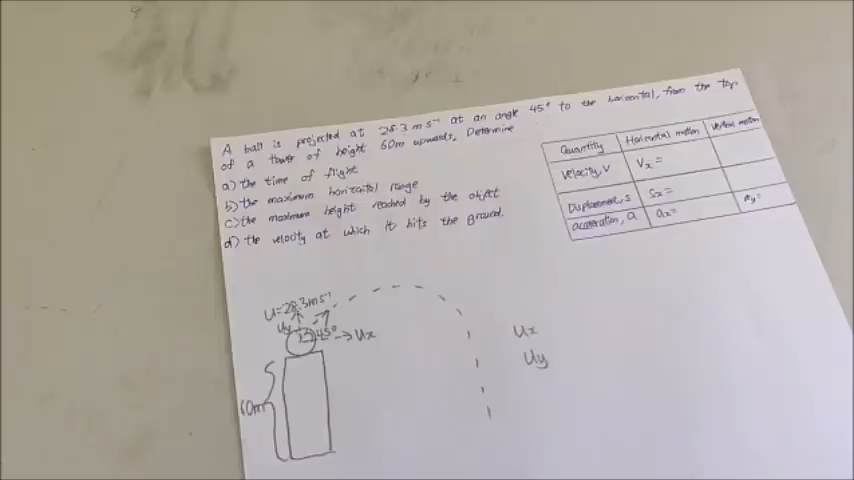 A ball is projected at 28.3 m s⁻¹ at an angle 45° to the horizontal, from the top
of a tower of height 60m upwards. Determine
a) the time of flight
b) the maximum horizontal range
c) the maximum height reached by the object
d) the velocity at which it hits the ground.
Quantity Horizontal motion Vertical motion
Velocity, V Vx =
Displacement, s Sx =
acceleration, a ax = ay =
U = 28.3 m s⁻¹
Uy
45° → Ux
60m
Ux
Uy